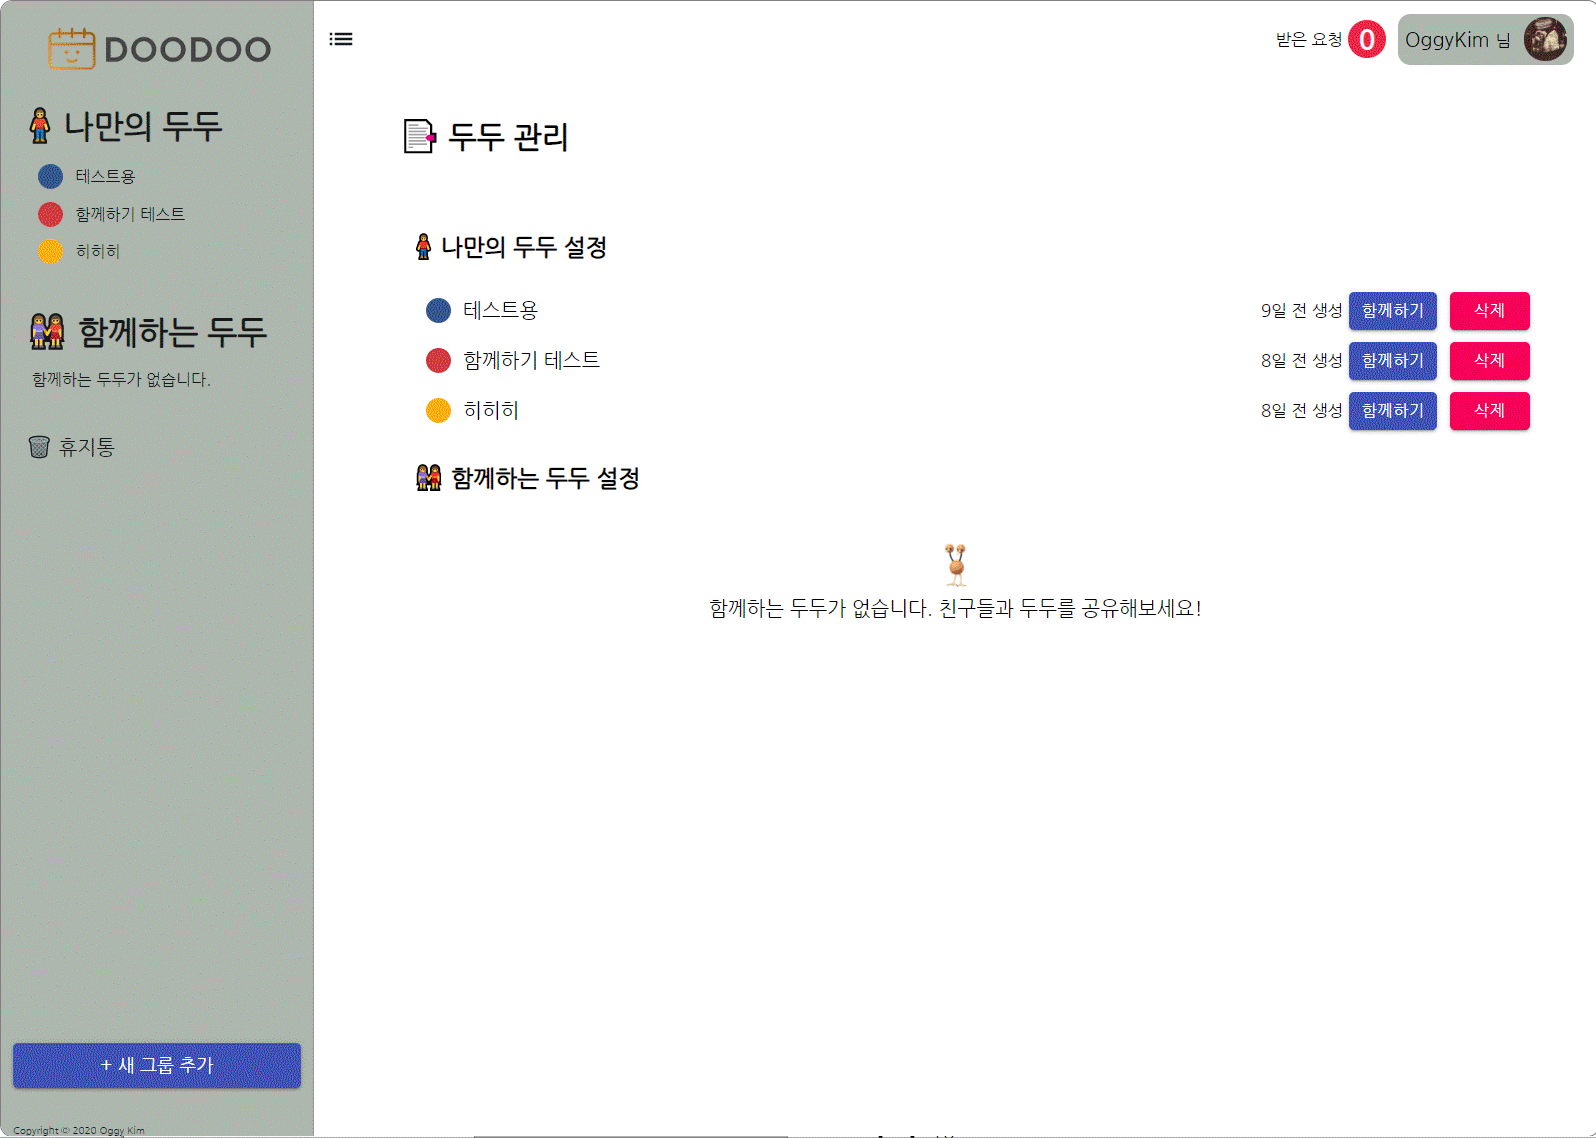 DOODOO
나만의 두두
테스트용
함께하기 테스트
히히히
함께하는 두두
함께하는 두두가 없습니다.
휴지통
+ 새 그룹 추가
Copyright © 2020 Oggy Kim
받은 요청 0 OggyKim 님
두두 관리
나만의 두두 설정
테스트용 9일 전 생성 함께하기 삭제
함께하기 테스트 8일 전 생성 함께하기 삭제
히히히 8일 전 생성 함께하기 삭제
함께하는 두두 설정
함께하는 두두가 없습니다. 친구들과 두두를 공유해보세요!